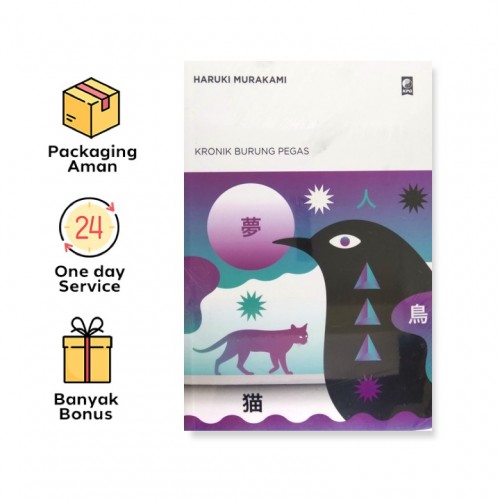 Packaging
Aman
24
One day
Service
Banyak
Bonus
HARUKI MURAKAMI
KRONIK BURUNG PEGAS
夢
人
鳥
猫